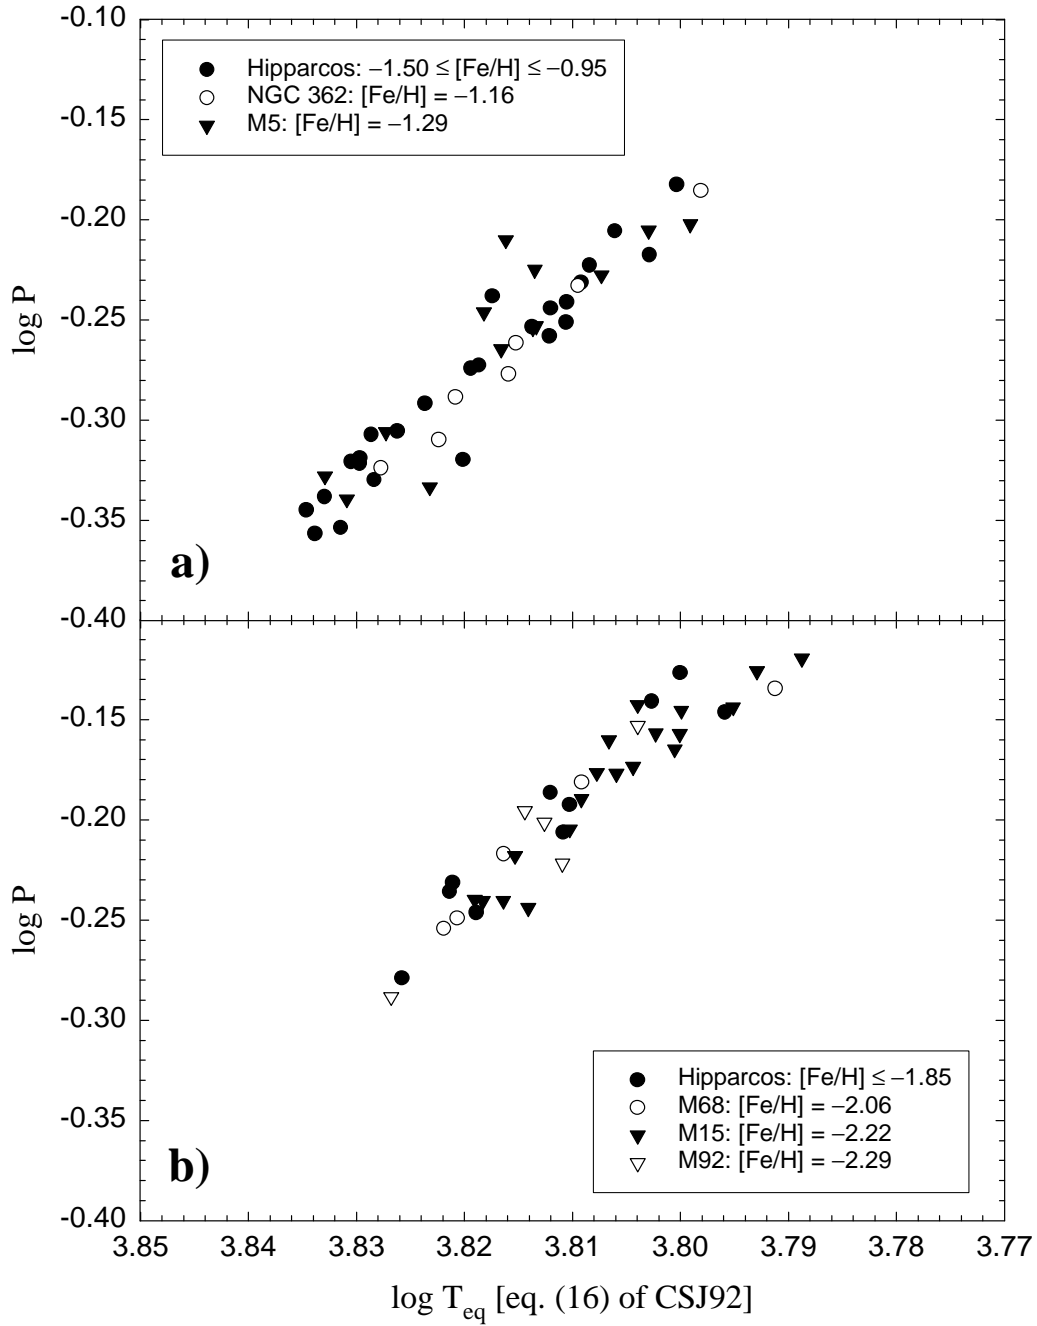 -0.10
Hipparcos: −1.50 ≤ [Fe/H] ≤ −0.95
NGC 362: [Fe/H] = −1.16
M5: [Fe/H] = −1.29
-0.15
-0.20
-0.25
log P
-0.30
-0.35
a)
-0.40
-0.15
-0.20
-0.25
log P
-0.30
Hipparcos: [Fe/H] ≤ −1.85
M68: [Fe/H] = −2.06
M15: [Fe/H] = −2.22
M92: [Fe/H] = −2.29
-0.35
b)
-0.40
3.85 3.84 3.83 3.82 3.81 3.80 3.79 3.78 3.77
log T_eq [eq. (16) of CSJ92]